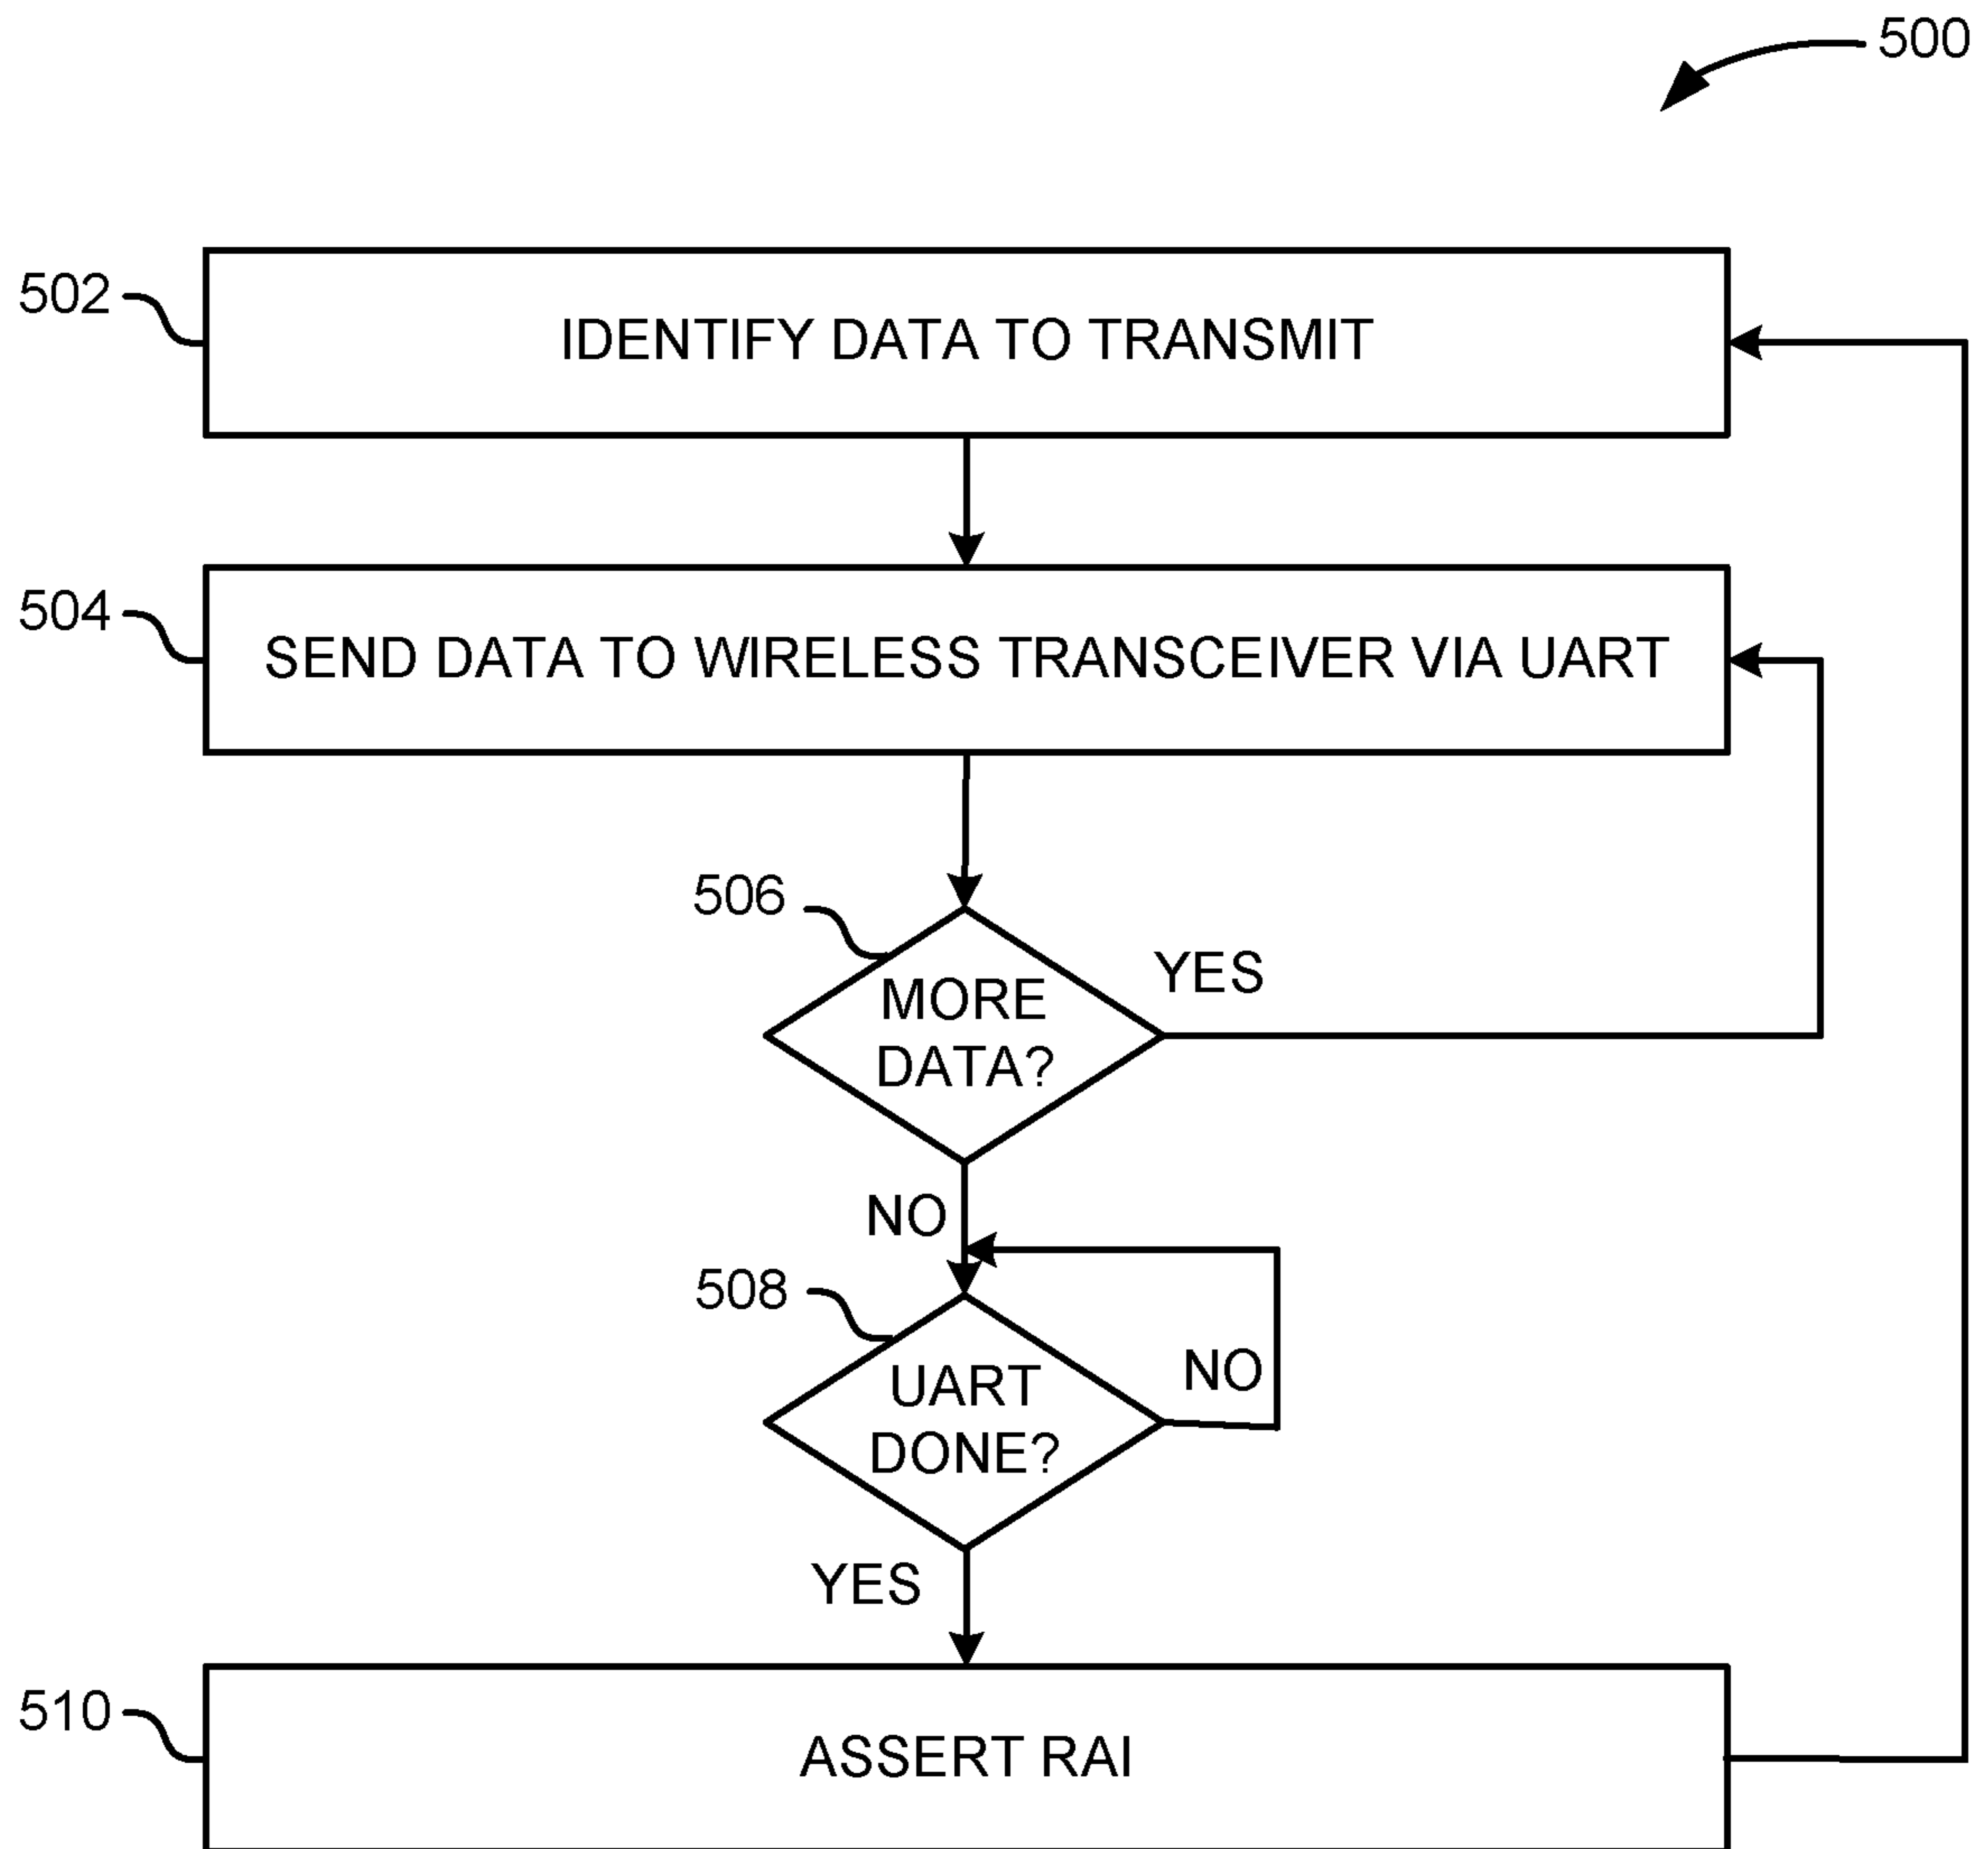 500
502
IDENTIFY DATA TO TRANSMIT
504
SEND DATA TO WIRELESS TRANSCEIVER VIA UART
506
MORE
DATA?
YES
NO
508
UART
DONE?
NO
YES
510
ASSERT RAI